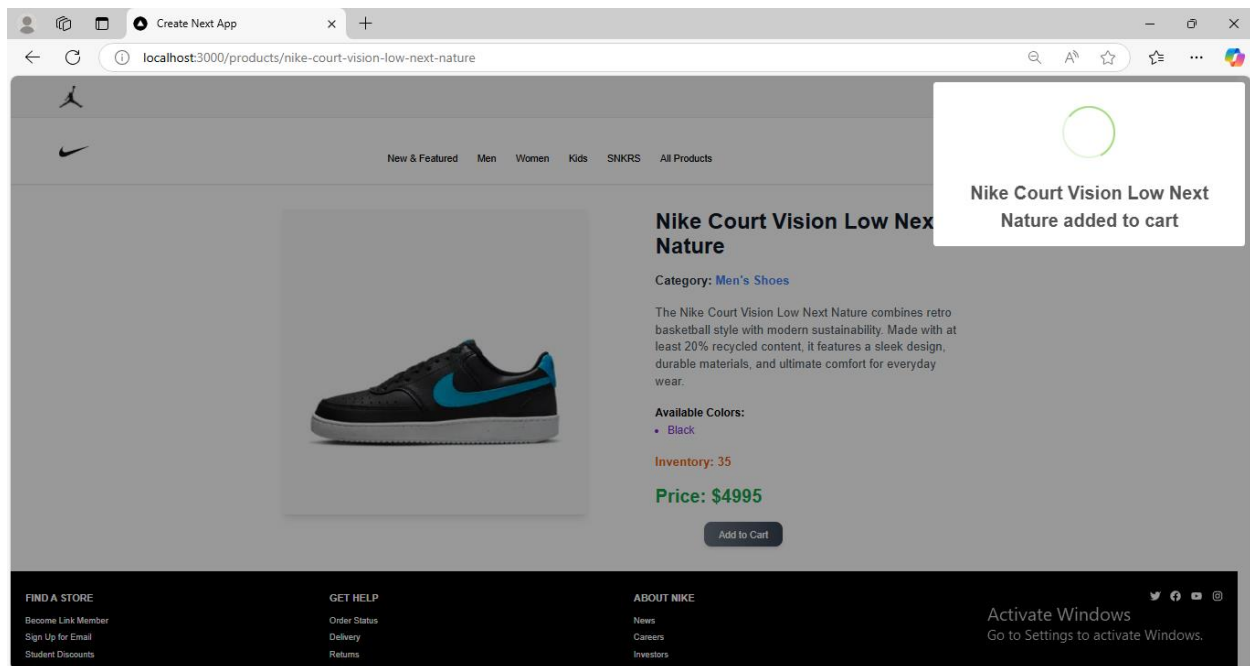 Create Next App
localhost:3000/products/nike-court-vision-low-next-nature
New & Featured Men Women Kids SNKRS All Products
Nike Court Vision Low Next
Nature added to cart
Nike Court Vision Low Nex
Nature
Category: Men's Shoes
The Nike Court Vision Low Next Nature combines retro
basketball style with modern sustainability. Made with at
least 20% recycled content, it features a sleek design,
durable materials, and ultimate comfort for everyday
wear.
Available Colors:
• Black
Inventory: 35
Price: $4995
Add to Cart
FIND A STORE
Become Link Member
Sign Up for Email
Student Discounts
GET HELP
Order Status
Delivery
Returns
ABOUT NIKE
News
Careers
Investors
Activate Windows
Go to Settings to activate Windows.